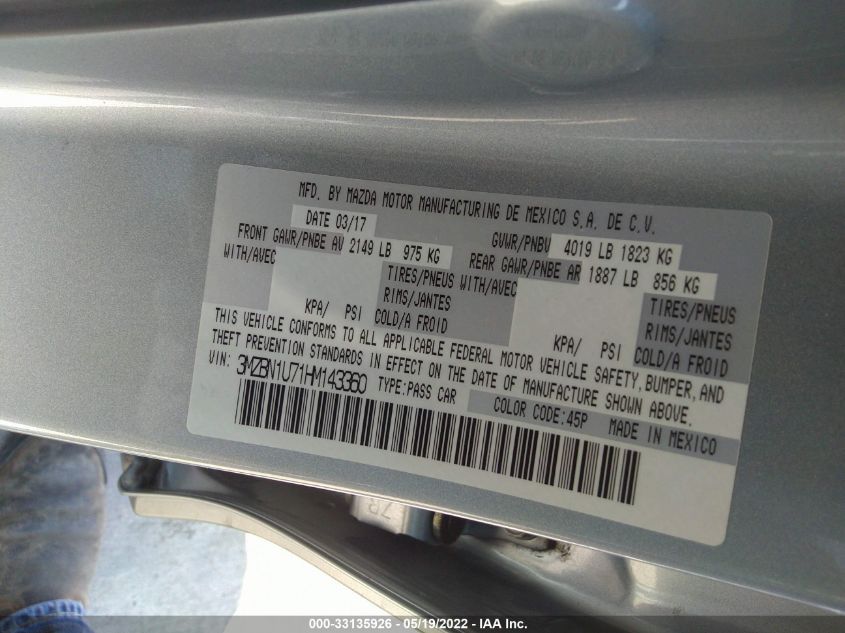 MFD. BY MAZDA MOTOR MANUFACTURING DE MEXICO S.A. DE C.V.
DATE 03/17 GVWR/PNBV 4019 LB 1823 KG
FRONT GAWR/PNBE AV 2149 LB 975 KG REAR GAWR/PNBE AR 1887 LB 856 KG
WITH/AVEC TIRES/PNEUS WITH/AVEC TIRES/PNEUS
RIMS/JANTES RIMS/JANTES
KPA/ PSI COLD/A FROID KPA/ PSI COLD/A FROID
THIS VEHICLE CONFORMS TO ALL APPLICABLE FEDERAL MOTOR VEHICLE SAFETY, BUMPER, AND
THEFT PREVENTION STANDARDS IN EFFECT ON THE DATE OF MANUFACTURE SHOWN ABOVE.
VIN: 3MZBN1U71HM143360 TYPE:PASS CAR COLOR CODE:45P MADE IN MEXICO
7R
000-33135926 - 05/19/2022 - IAA Inc.